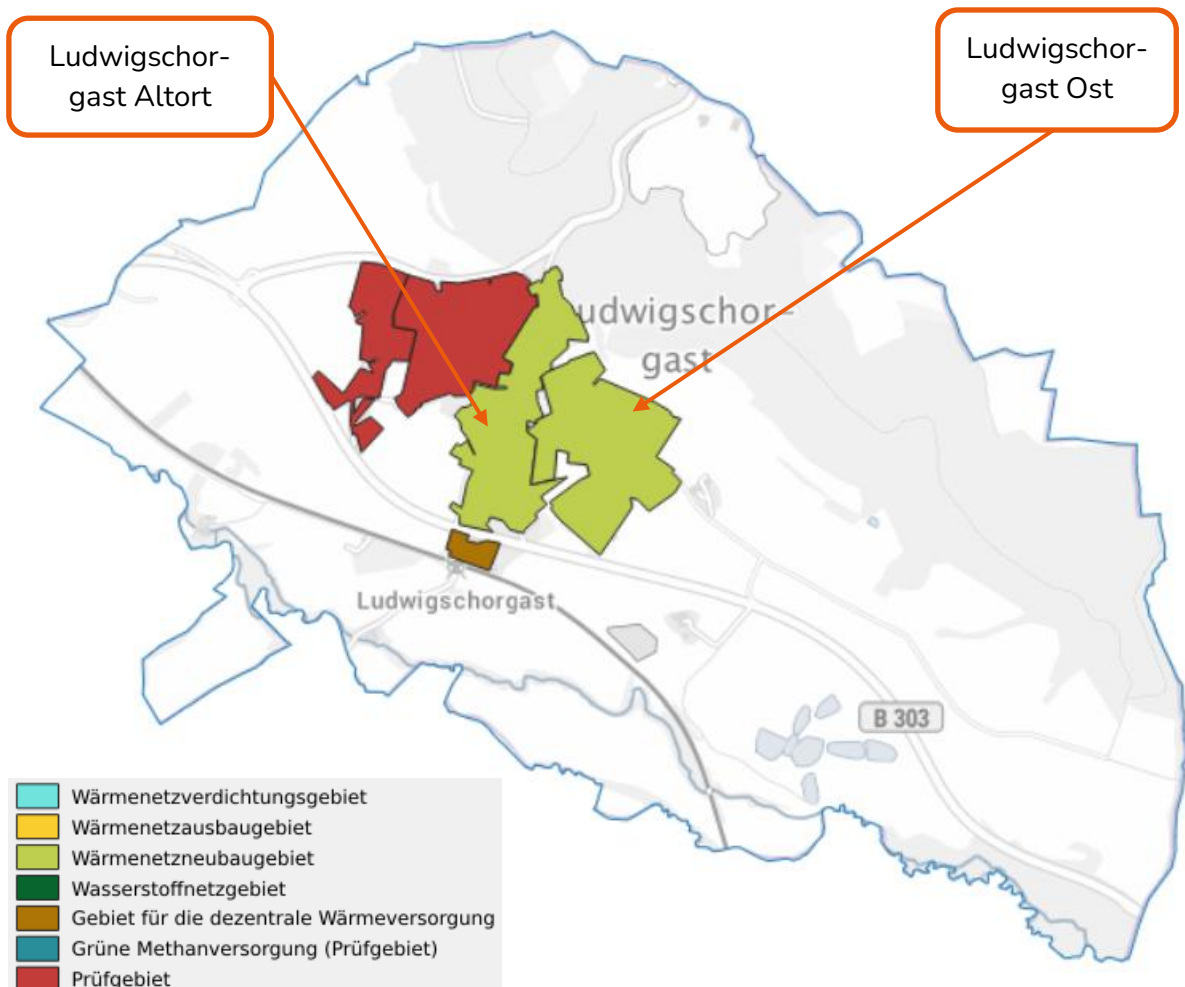 Ludwigschor-
gast Altort
Ludwigschor-
gast Ost
udwigschor-
gast
Ludwigschorgast
B 303
Wärmenetzverdichtungsgebiet
Wärmenetzausbaugebiet
Wärmenetzneubaugebiet
Wasserstoffnetzgebiet
Gebiet für die dezentrale Wärmeversorgung
Grüne Methanversorgung (Prüfgebiet)
Prüfgebiet